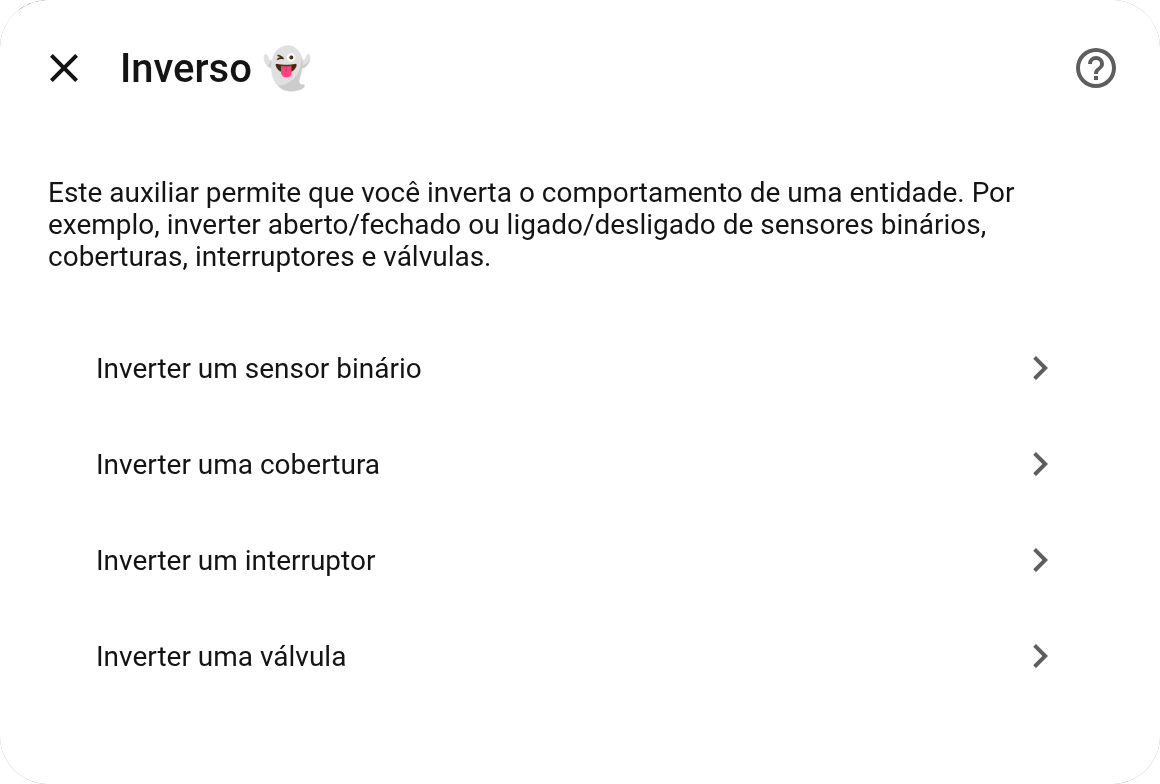 Inverso 👻
Este auxiliar permite que você inverta o comportamento de uma entidade. Por
exemplo, inverter aberto/fechado ou ligado/desligado de sensores binários,
coberturas, interruptores e válvulas.
Inverter um sensor binário
Inverter uma cobertura
Inverter um interruptor
Inverter uma válvula